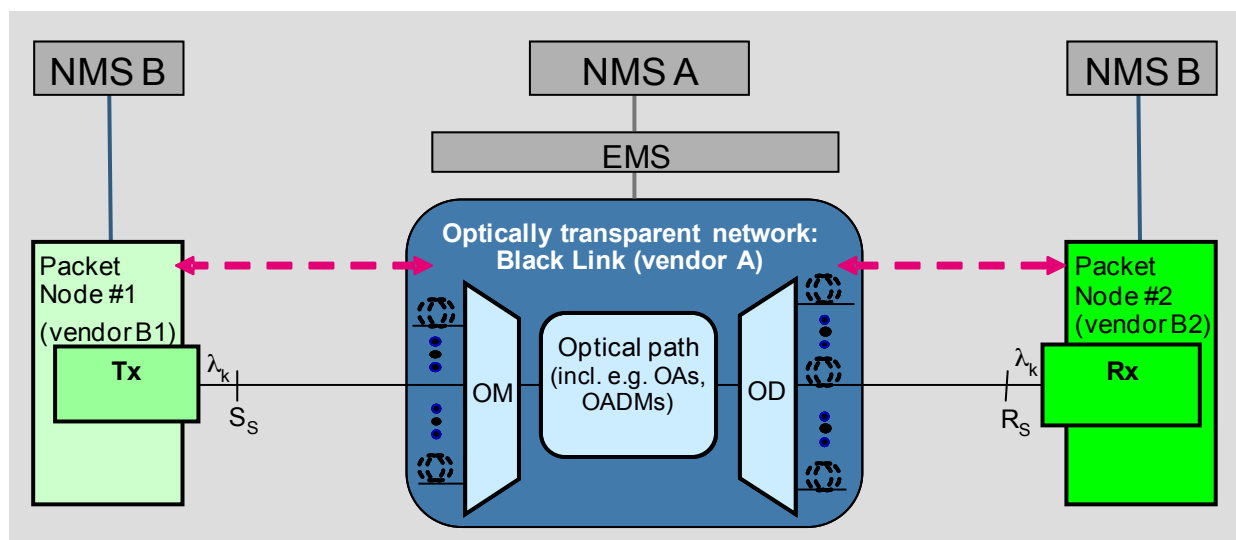 NMS B
NMS A
NMS B
EMS
Optically transparent network:
Black Link (vendor A)
Packet
Node #1
(vendor B1)
Tx
λk
SS
OM
Optical path
(incl. e.g. OAs,
OADMs)
OD
Packet
Node #2
(vendor B2)
λk
Rx
RS